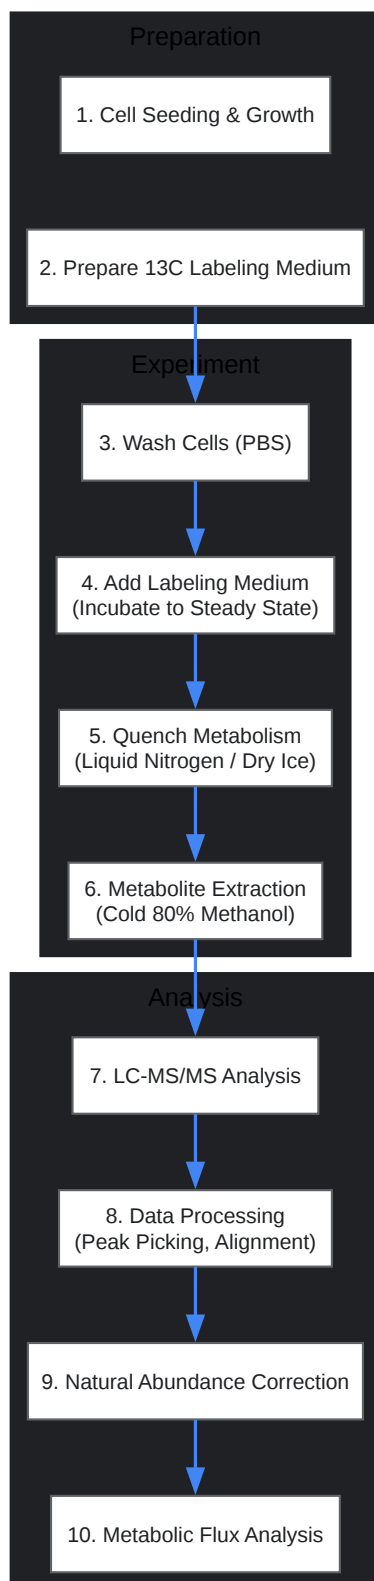 Preparation
1. Cell Seeding & Growth
2. Prepare 13C Labeling Medium
Experiment
3. Wash Cells (PBS)
4. Add Labeling Medium
(Incubate to Steady State)
5. Quench Metabolism
(Liquid Nitrogen / Dry Ice)
6. Metabolite Extraction
(Cold 80% Methanol)
Analysis
7. LC-MS/MS Analysis
8. Data Processing
(Peak Picking, Alignment)
9. Natural Abundance Correction
10. Metabolic Flux Analysis